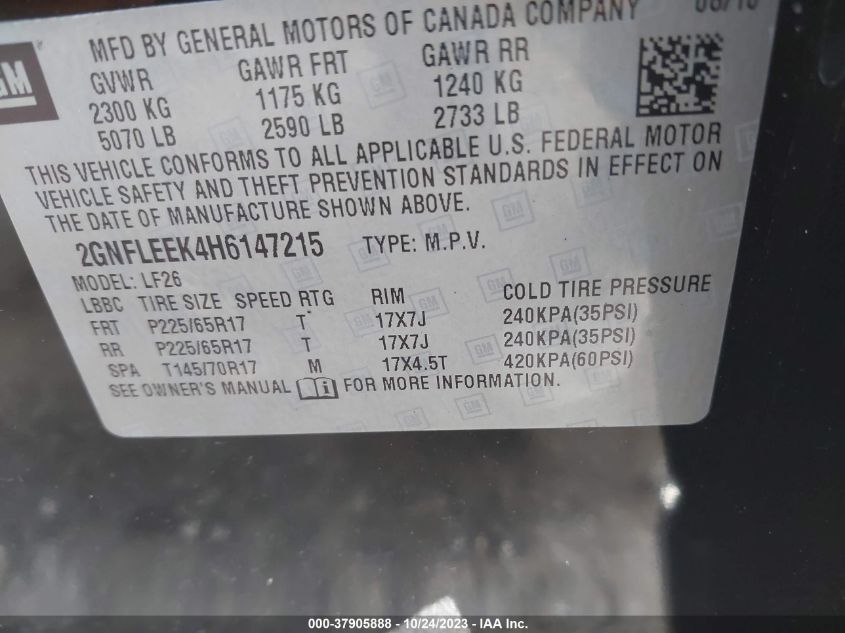 GM
MFD BY GENERAL MOTORS OF CANADA COMPANY
GVWR GAWR FRT GAWR RR
2300 KG 1175 KG 1240 KG
5070 LB 2590 LB 2733 LB
THIS VEHICLE CONFORMS TO ALL APPLICABLE U.S. FEDERAL MOTOR
VEHICLE SAFETY AND THEFT PREVENTION STANDARDS IN EFFECT ON
THE DATE OF MANUFACTURE SHOWN ABOVE.
2GNFLEEK4H6147215 TYPE: M.P.V.
MODEL: LF26
LBBC TIRE SIZE SPEED RTG RIM COLD TIRE PRESSURE
FRT P225/65R17 T 17X7J 240KPA(35PSI)
RR P225/65R17 T 17X7J 240KPA(35PSI)
SPA T145/70R17 M 17X4.5T 420KPA(60PSI)
SEE OWNER'S MANUAL i FOR MORE INFORMATION.
000-37905888 - 10/24/2023 - IAA Inc.